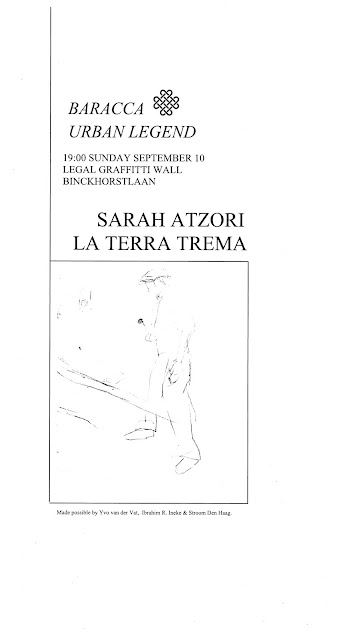 BARACCA
URBAN LEGEND
19:00 SUNDAY SEPTEMBER 10
LEGAL GRAFFITTI WALL
BINCKHORSTLAAN
SARAH ATZORI
LA TERRA TREMA
Made possible by Yvo van der Vat, Ibrahim R. Ineke & Stroom Den Haag.